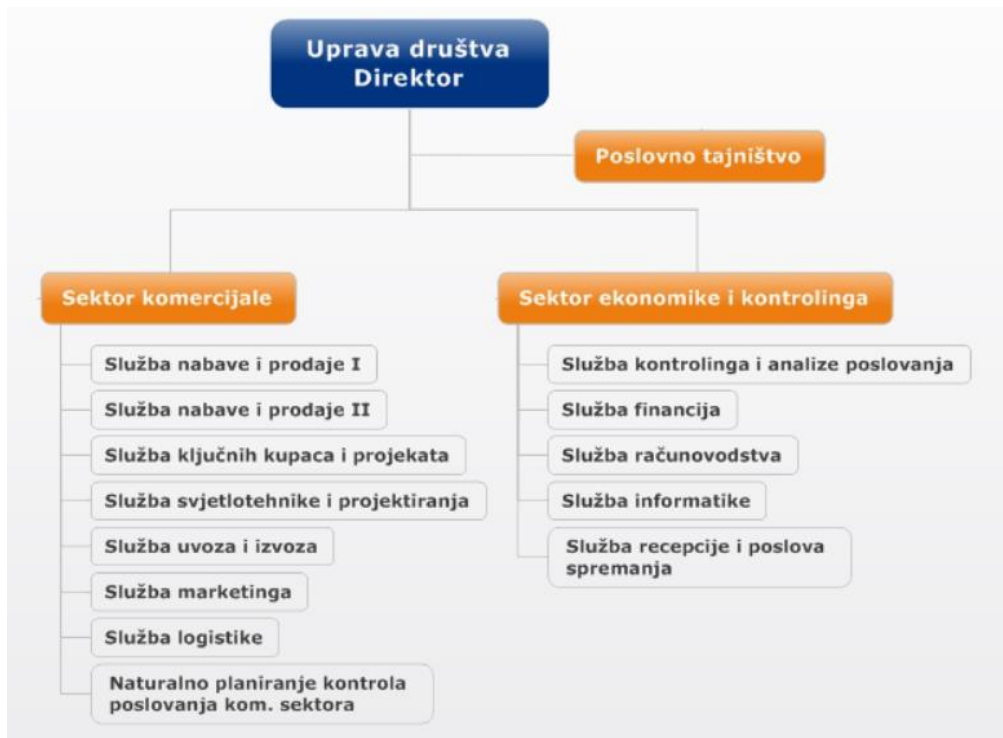 Uprava društva
Direktor
Poslovno tajništvo
Sektor komercijale
Služba nabave i prodaje I
Služba nabave i prodaje II
Služba ključnih kupaca i projekata
Služba svjetlotehnike i projektiranja
Služba uvoza i izvoza
Služba marketinga
Služba logistike
Naturalno planiranje kontrola
poslovanja kom. sektora
Sektor ekonomike i kontrolinga
Služba kontrolinga i analize poslovanja
Služba financija
Služba računovodstva
Služba informatike
Služba recepcije i poslova
spremanja